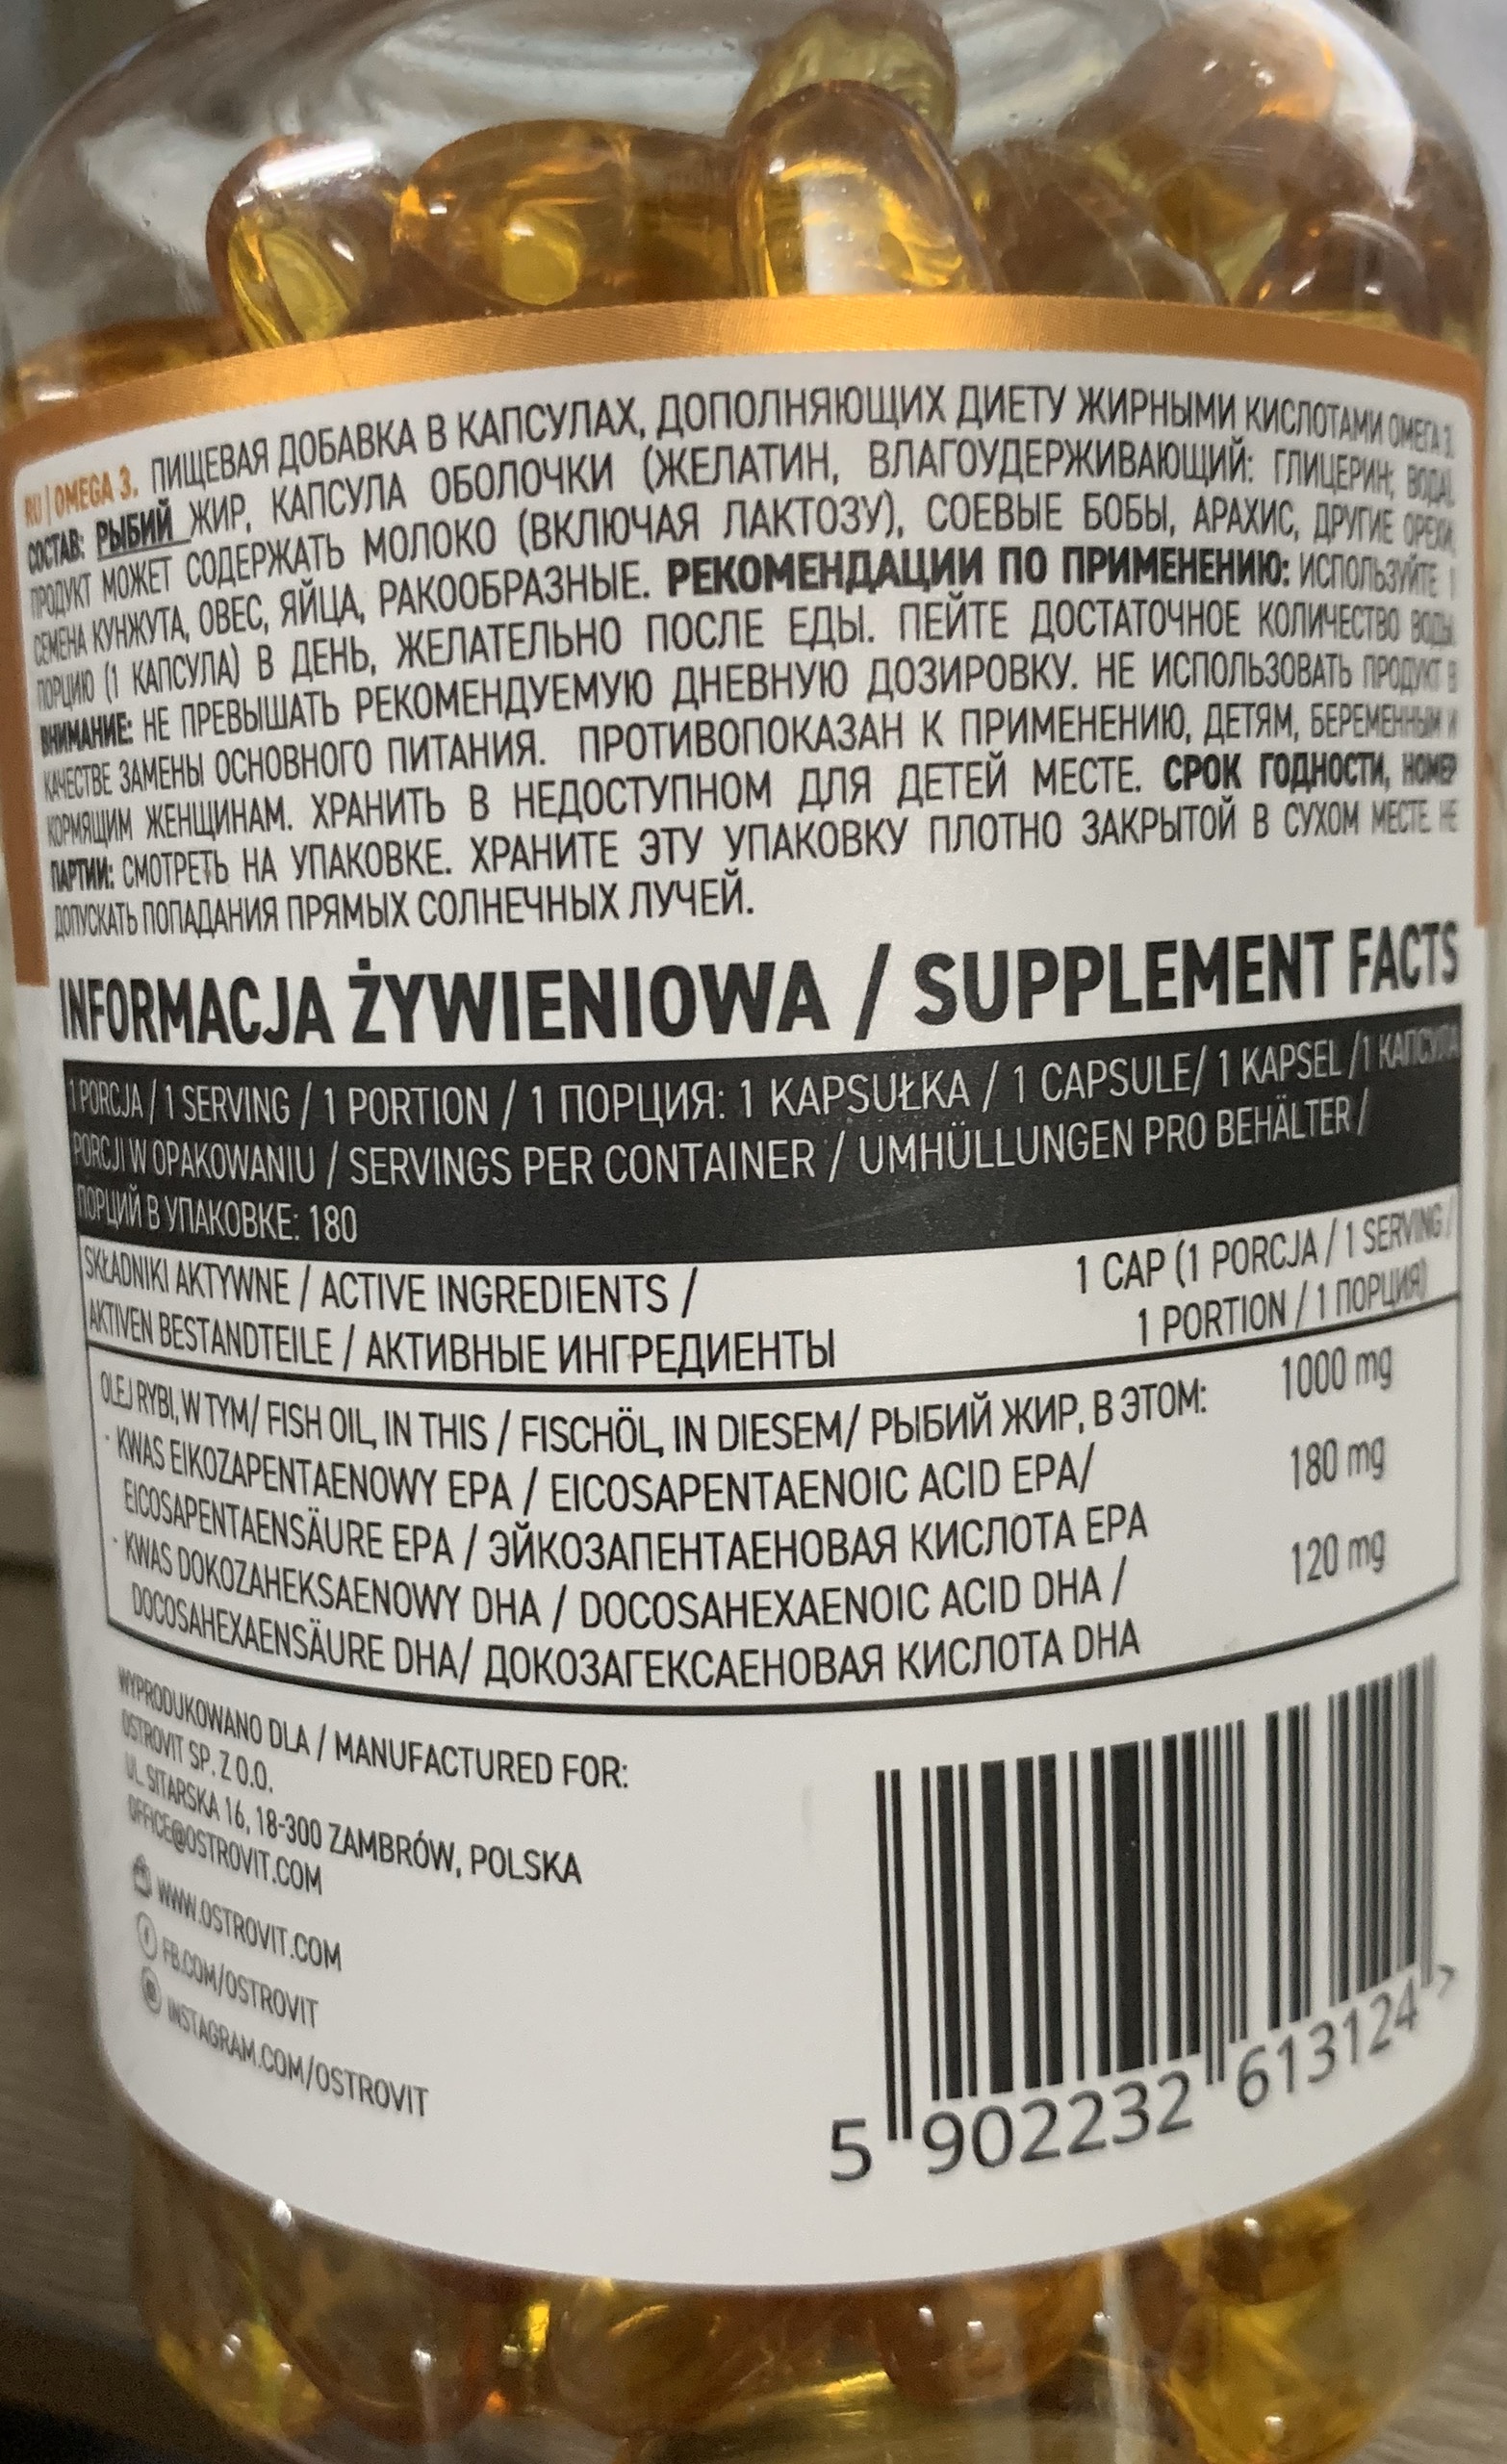 RU | OMEGA 3. ПИЩЕВАЯ ДОБАВКА В КАПСУЛАХ, ДОПОЛНЯЮЩИХ ДИЕТУ ЖИРНЫМИ КИСЛОТАМИ ОМЕГА 3.
СОСТАВ: РЫБИЙ ЖИР, КАПСУЛА ОБОЛОЧКИ (ЖЕЛАТИН, ВЛАГОУДЕРЖИВАЮЩИЙ: ГЛИЦЕРИН; ВОДА).
ПРОДУКТ МОЖЕТ СОДЕРЖАТЬ МОЛОКО (ВКЛЮЧАЯ ЛАКТОЗУ), СОЕВЫЕ БОБЫ, АРАХИС, ДРУГИЕ ОРЕХИ,
СЕМЕНА КУНЖУТА, ОВЕС, ЯЙЦА, РАКООБРАЗНЫЕ. РЕКОМЕНДАЦИИ ПО ПРИМЕНЕНИЮ: ИСПОЛЬЗУЙТЕ 1
ПОРЦИЮ (1 КАПСУЛА) В ДЕНЬ, ЖЕЛАТЕЛЬНО ПОСЛЕ ЕДЫ. ПЕЙТЕ ДОСТАТОЧНОЕ КОЛИЧЕСТВО ВОДЫ.
ВНИМАНИЕ: НЕ ПРЕВЫШАТЬ РЕКОМЕНДУЕМУЮ ДНЕВНУЮ ДОЗИРОВКУ. НЕ ИСПОЛЬЗОВАТЬ ПРОДУКТ В
КАЧЕСТВЕ ЗАМЕНЫ ОСНОВНОГО ПИТАНИЯ. ПРОТИВОПОКАЗАН К ПРИМЕНЕНИЮ, ДЕТЯМ, БЕРЕМЕННЫМ И
КОРМЯЩИМ ЖЕНЩИНАМ. ХРАНИТЬ В НЕДОСТУПНОМ ДЛЯ ДЕТЕЙ МЕСТЕ. СРОК ГОДНОСТИ, НОМЕР
ПАРТИИ: СМОТРЕТЬ НА УПАКОВКЕ. ХРАНИТЕ ЭТУ УПАКОВКУ ПЛОТНО ЗАКРЫТОЙ В СУХОМ МЕСТЕ. НЕ
ДОПУСКАТЬ ПОПАДАНИЯ ПРЯМЫХ СОЛНЕЧНЫХ ЛУЧЕЙ.
INFORMACJA ŻYWIENIOWA / SUPPLEMENT FACTS
1 PORCJA / 1 SERVING / 1 PORTION / 1 ПОРЦИЯ: 1 KAPSUŁKA / 1 CAPSULE/ 1 KAPSEL /1 КАПСУЛА
PORCJI W OPAKOWANIU / SERVINGS PER CONTAINER / UMHÜLLUNGEN PRO BEHÄLTER /
ПОРЦИЙ В УПАКОВКЕ: 180
SKŁADNIKI AKTYWNE / ACTIVE INGREDIENTS /
AKTIVEN BESTANDTEILE / АКТИВНЫЕ ИНГРЕДИЕНТЫ
1 CAP (1 PORCJA / 1 SERVING /
1 PORTION / 1 ПОРЦИЯ)
OLEJ RYBI, W TYM/ FISH OIL, IN THIS / FISCHÖL, IN DIESEM/ РЫБИЙ ЖИР, В ЭТОМ: 1000 mg
· KWAS EIKOZAPENTAENOWY EPA / EICOSAPENTAENOIC ACID EPA/ 180 mg
EICOSAPENTAENSÄURE EPA / ЭЙКОЗАПЕНТАЕНОВАЯ КИСЛОТА EPA
· KWAS DOKOZAHEKSAENOWY DHA / DOCOSAHEXAENOIC ACID DHA / 120 mg
DOCOSAHEXAENSÄURE DHA/ ДОКОЗАГЕКСАЕНОВАЯ КИСЛОТА DHA
WYPRODUKOWANO DLA / MANUFACTURED FOR:
OSTROVIT SP. Z O.O.
UL. SITARSKA 16, 18-300 ZAMBRÓW, POLSKA
OFFICE@OSTROVIT.COM
WWW.OSTROVIT.COM
FB.COM/OSTROVIT
INSTAGRAM.COM/OSTROVIT
5 902232 613124 >